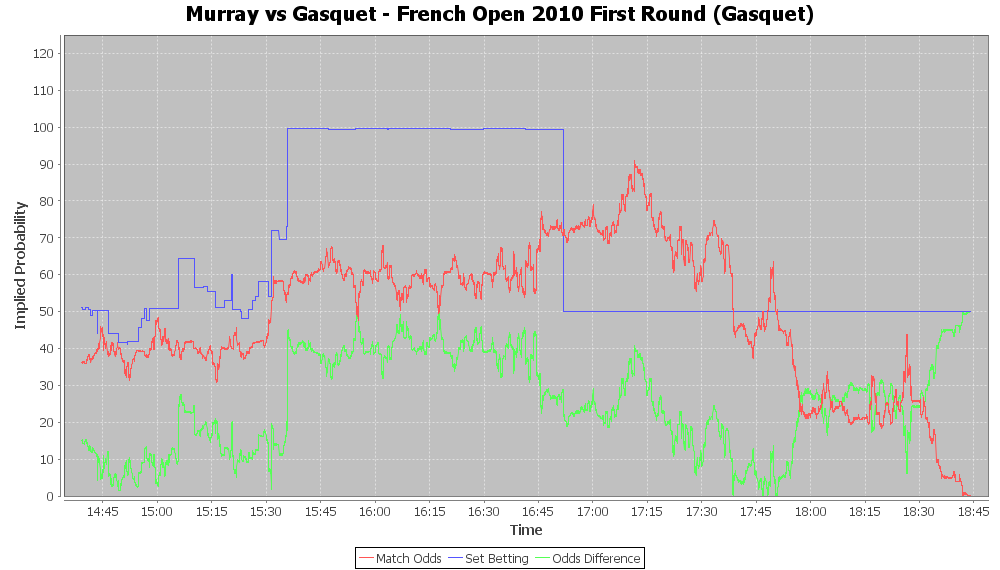 Murray vs Gasquet - French Open 2010 First Round (Gasquet)
120
110
100
90
80
70
60
50
40
30
20
10
0
Implied Probability
14:45 15:00 15:15 15:30 15:45 16:00 16:15 16:30 16:45 17:00 17:15 17:30 17:45 18:00 18:15 18:30 18:45
Time
Match Odds Set Betting Odds Difference